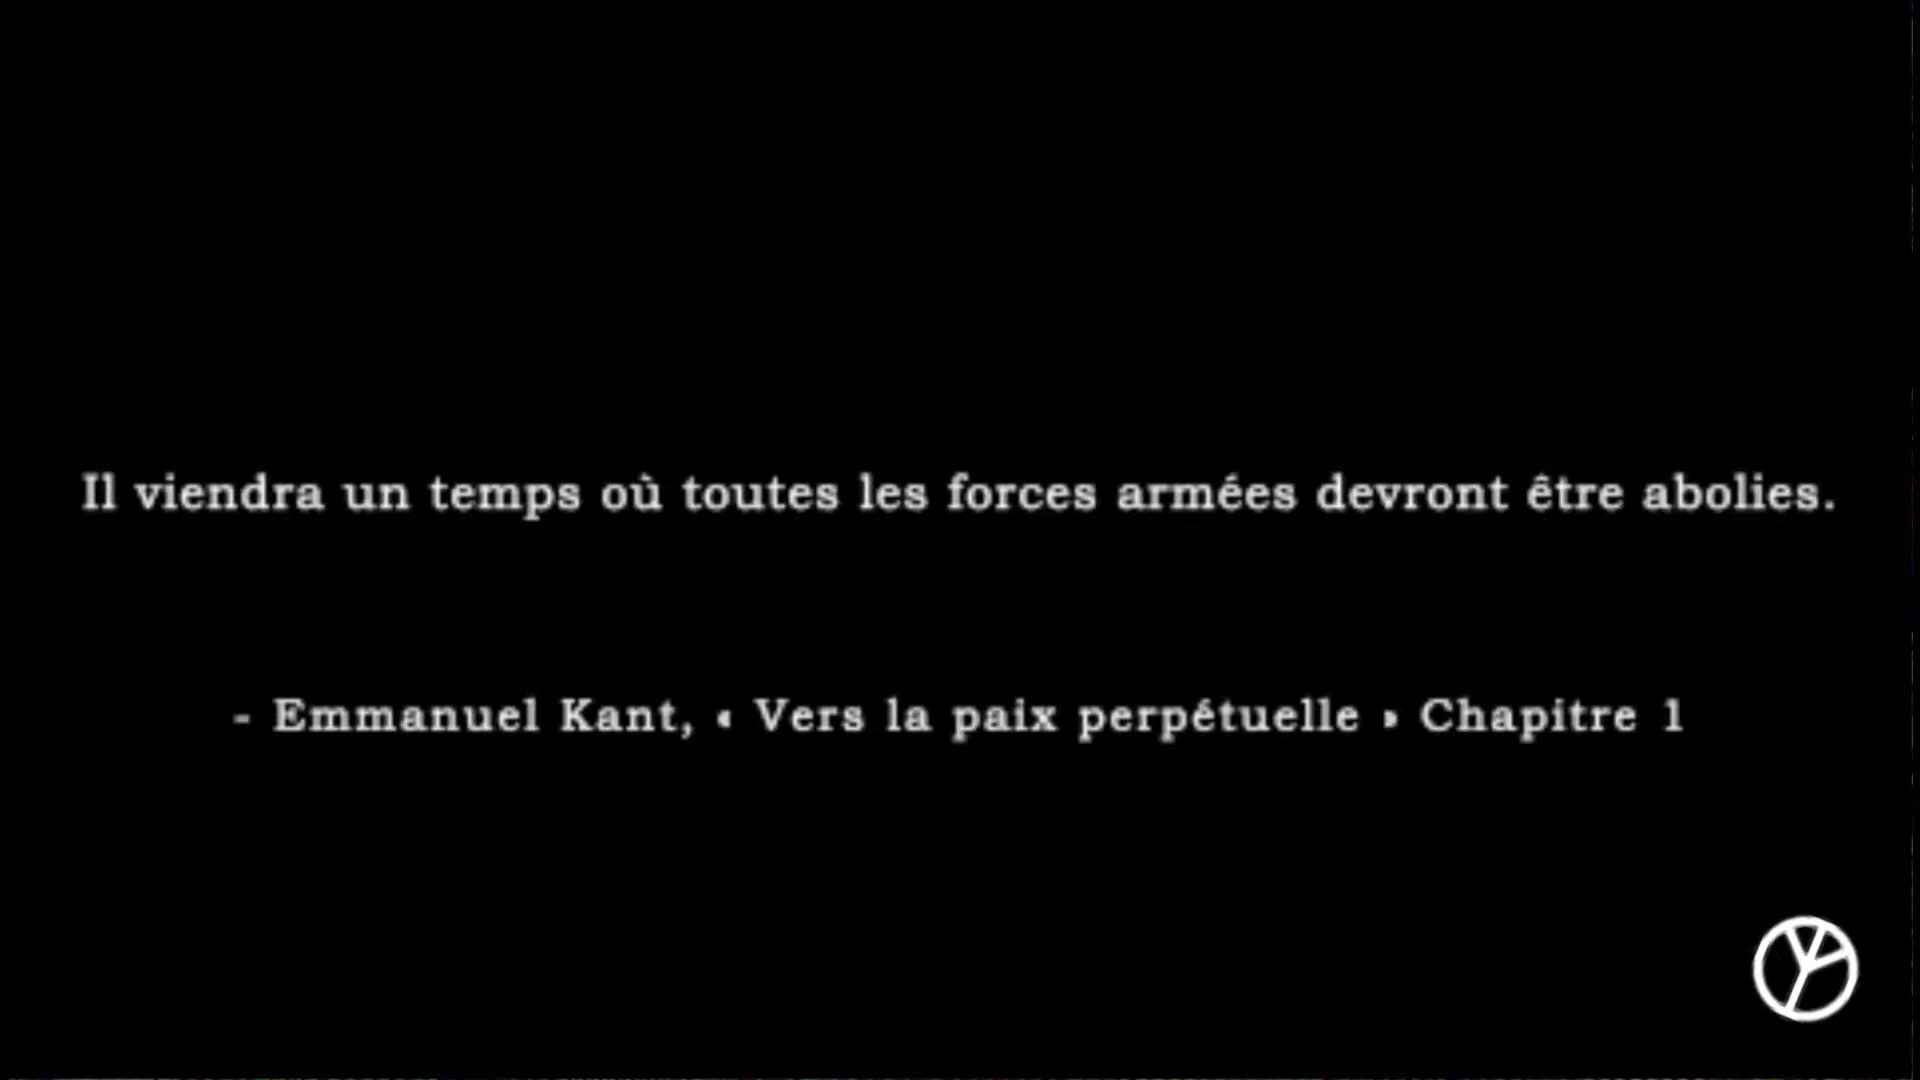 Il viendra un temps où toutes les forces armées devront être abolies.
- Emmanuel Kant, « Vers la paix perpétuelle » Chapitre 1